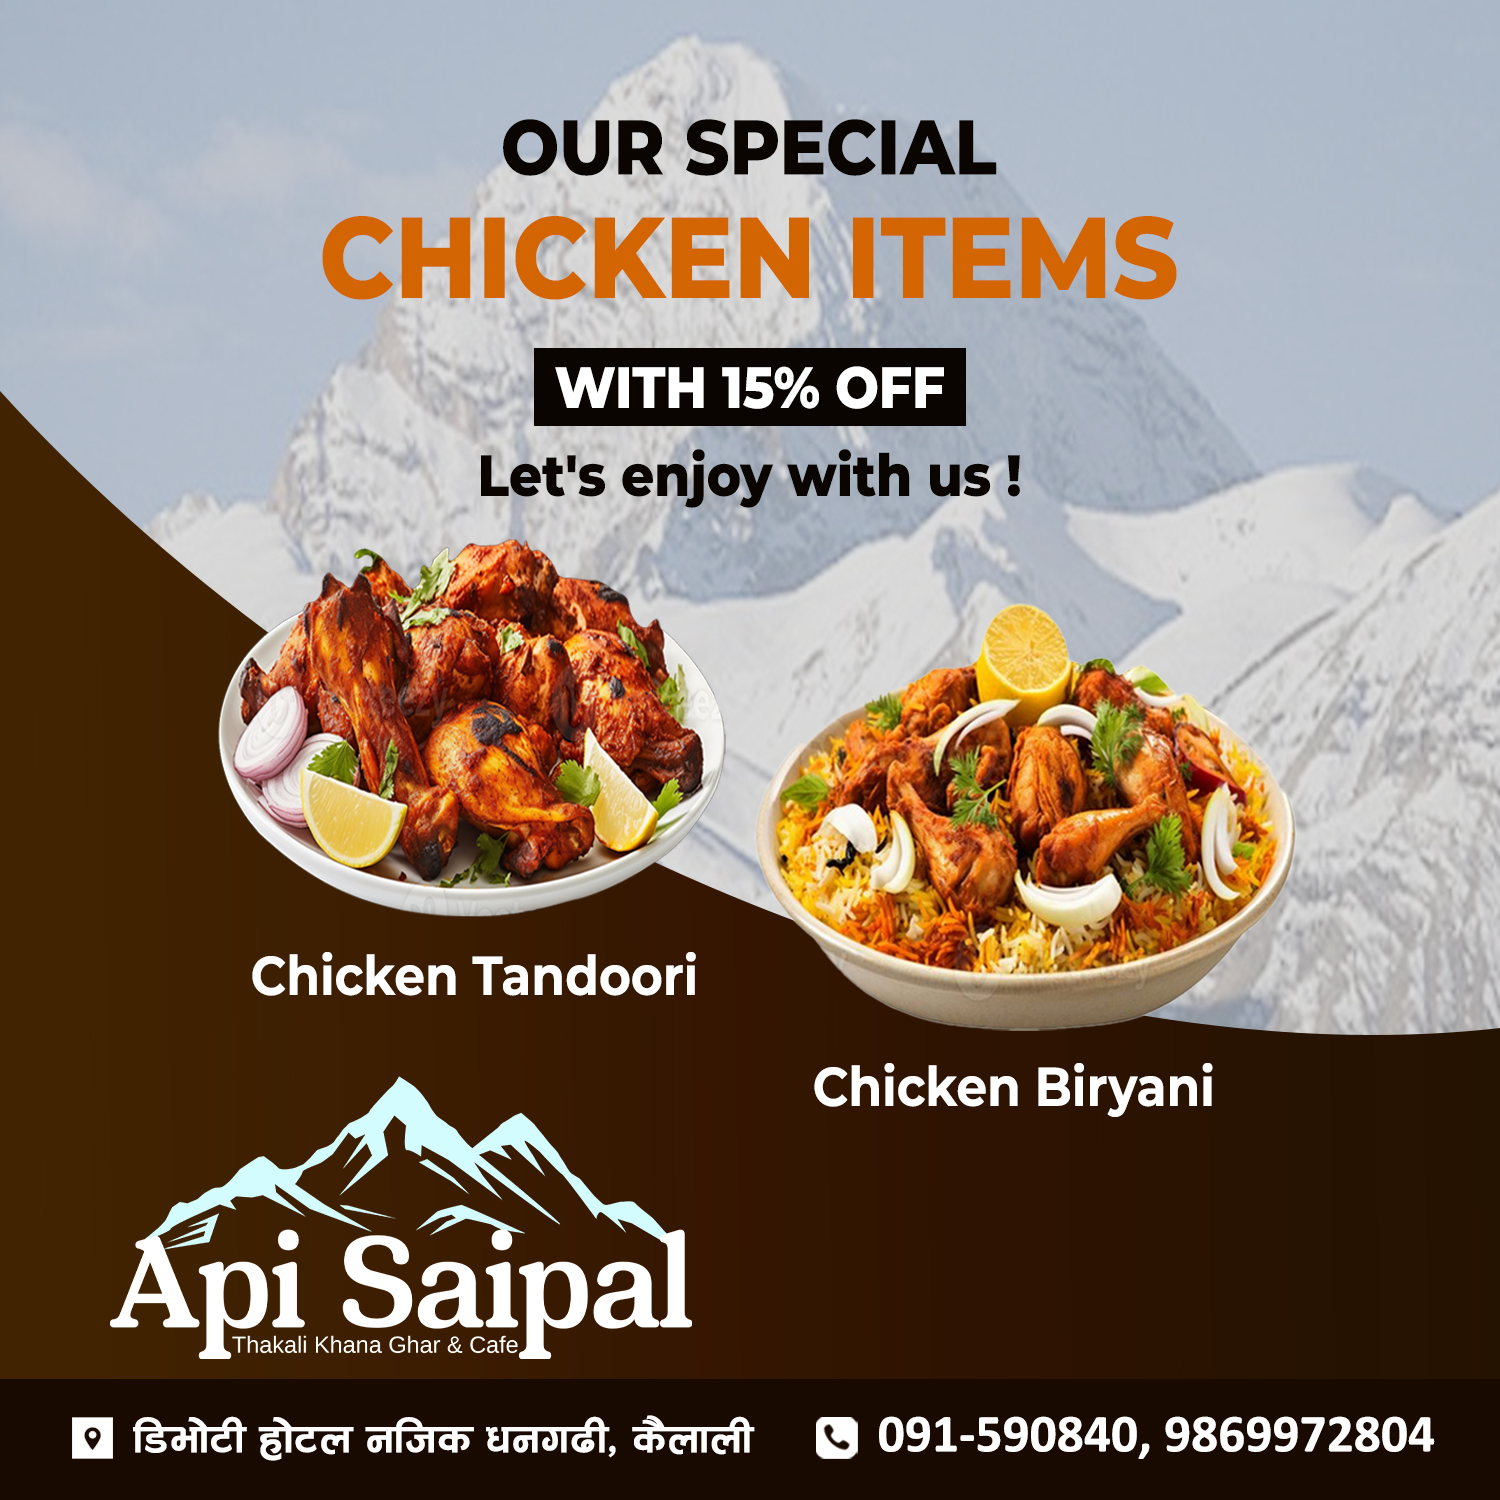 OUR SPECIAL
CHICKEN ITEMS
WITH 15% OFF
Let's enjoy with us !
Chicken Tandoori
Chicken Biryani
Api Saipal
Thakali Khana Ghar & Cafe
डिभोटी होटल नजिक धनगढी, कैलाली
091-590840, 9869972804